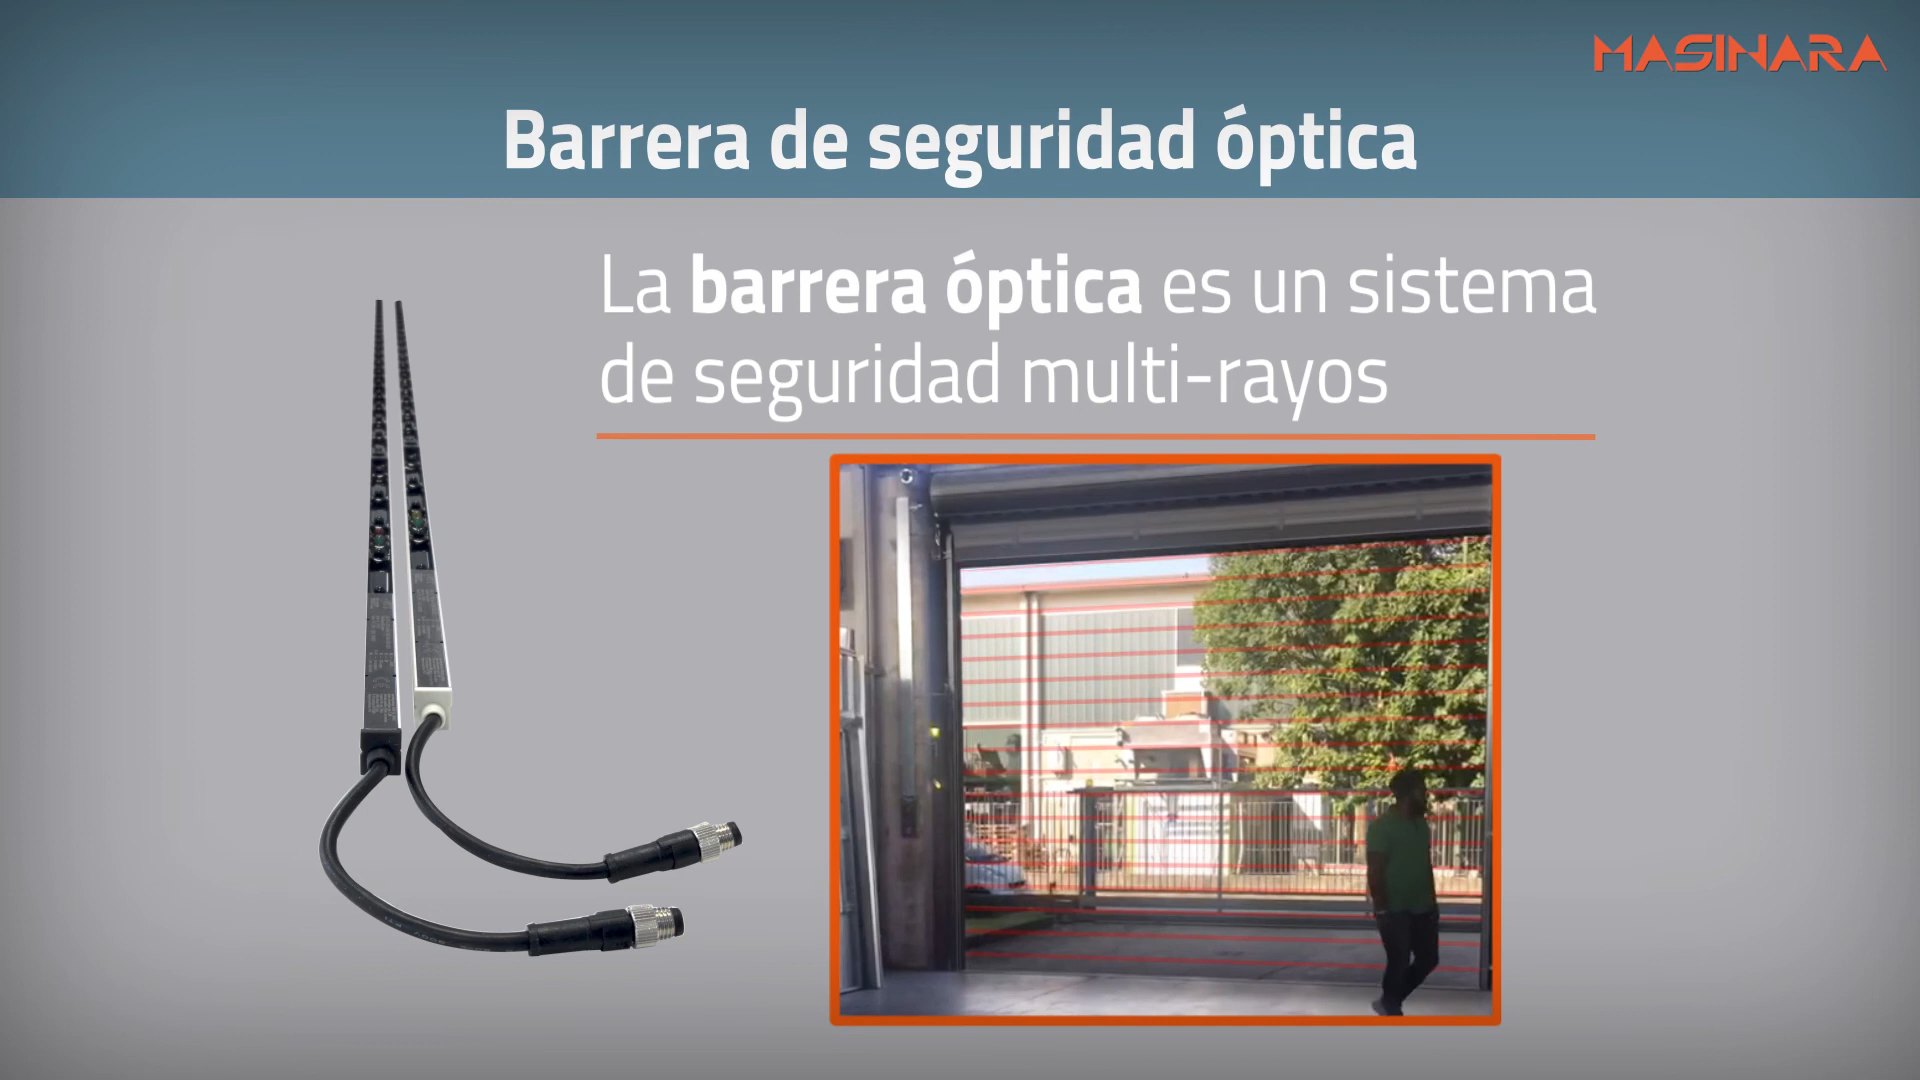 MASINARA
Barrera de seguridad óptica
La barrera óptica es un sistema
de seguridad multi-rayos